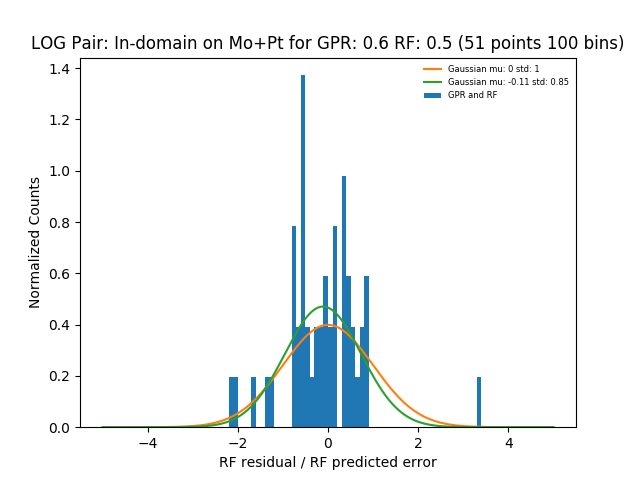 LOG Pair: In-domain on Mo+Pt for GPR: 0.6 RF: 0.5 (51 points 100 bins)
Gaussian mu: 0 std: 1
Gaussian mu: -0.11 std: 0.85
GPR and RF
Normalized Counts
1.4
1.2
1.0
0.8
0.6
0.4
0.2
0.0
−4 −2 0 2 4
RF residual / RF predicted error